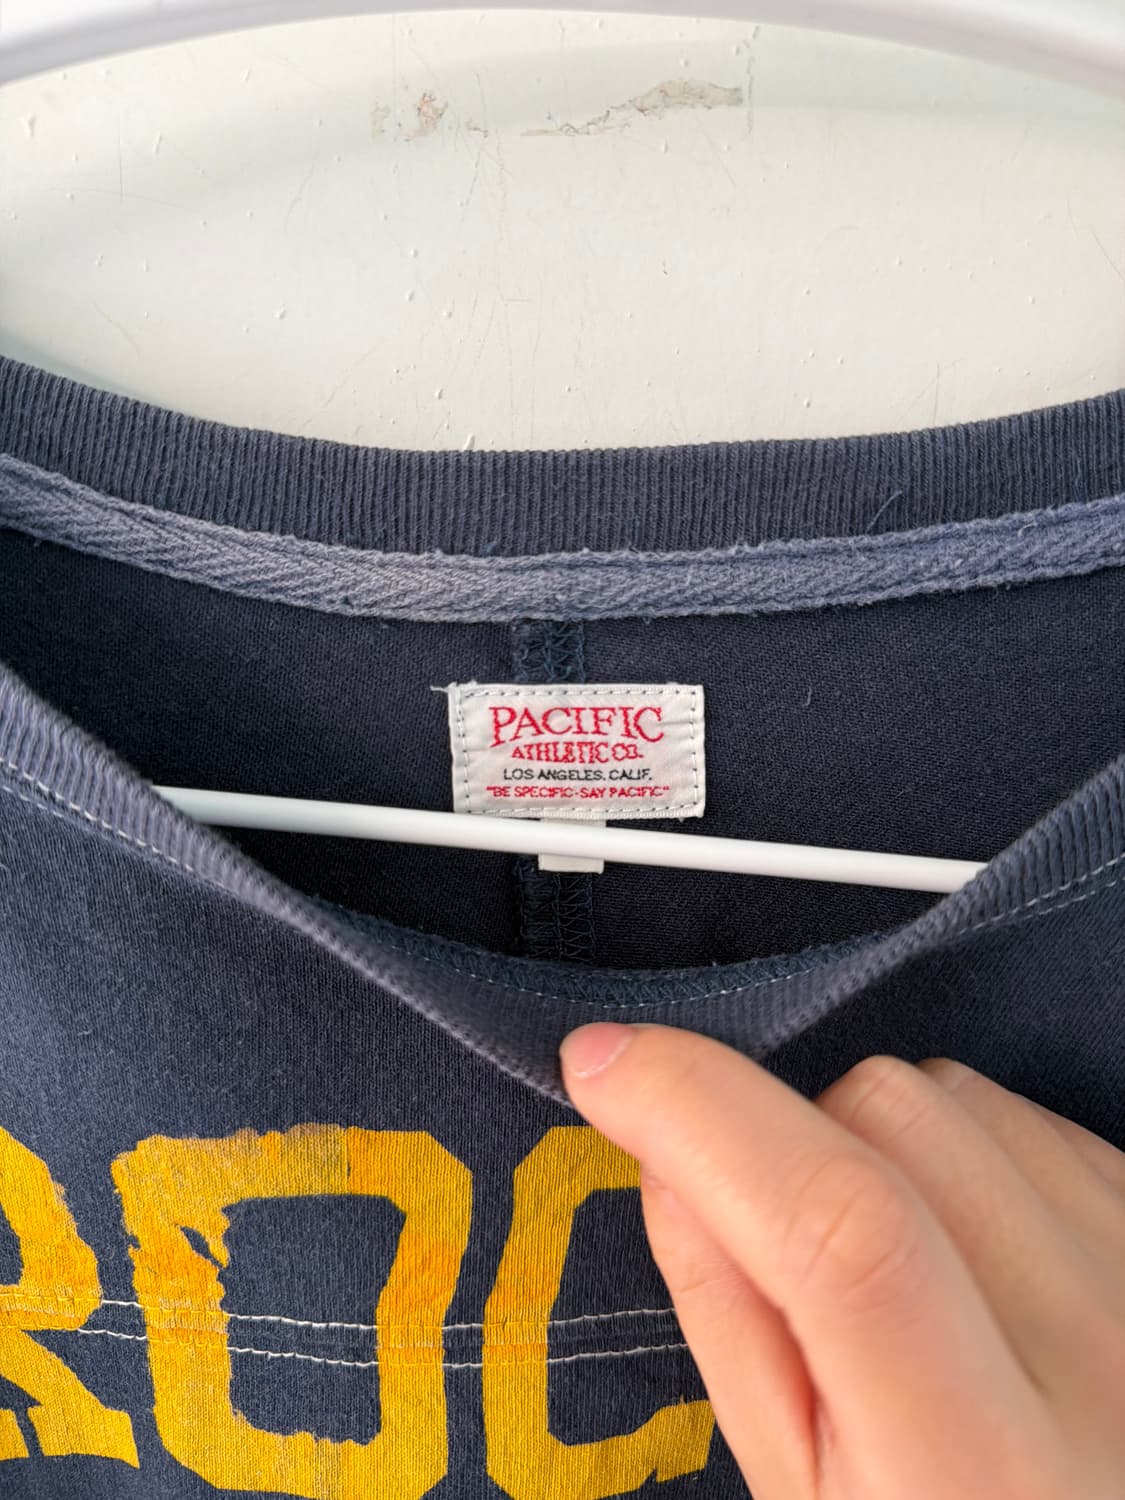 PACIFIC
ATHLETIC CO.
LOS ANGELES, CALIF.
"BE SPECIFIC-SAY PACIFIC"
ROC